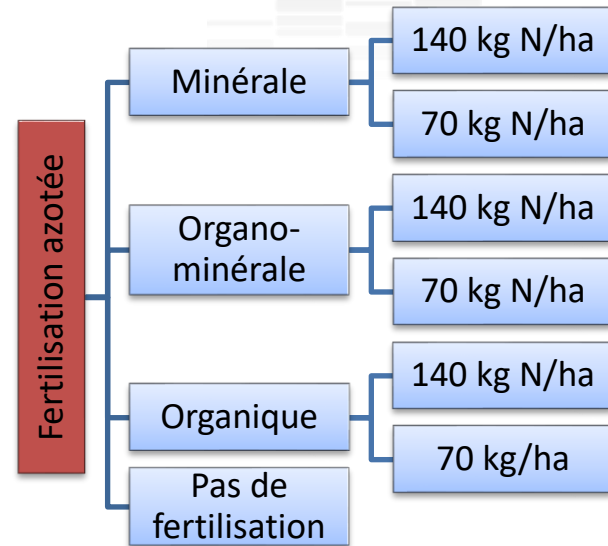 Fertilisation azotée
Minérale
140 kg N/ha
70 kg N/ha
Organo-
minérale
140 kg N/ha
70 kg N/ha
Organique
140 kg N/ha
70 kg/ha
Pas de
fertilisation